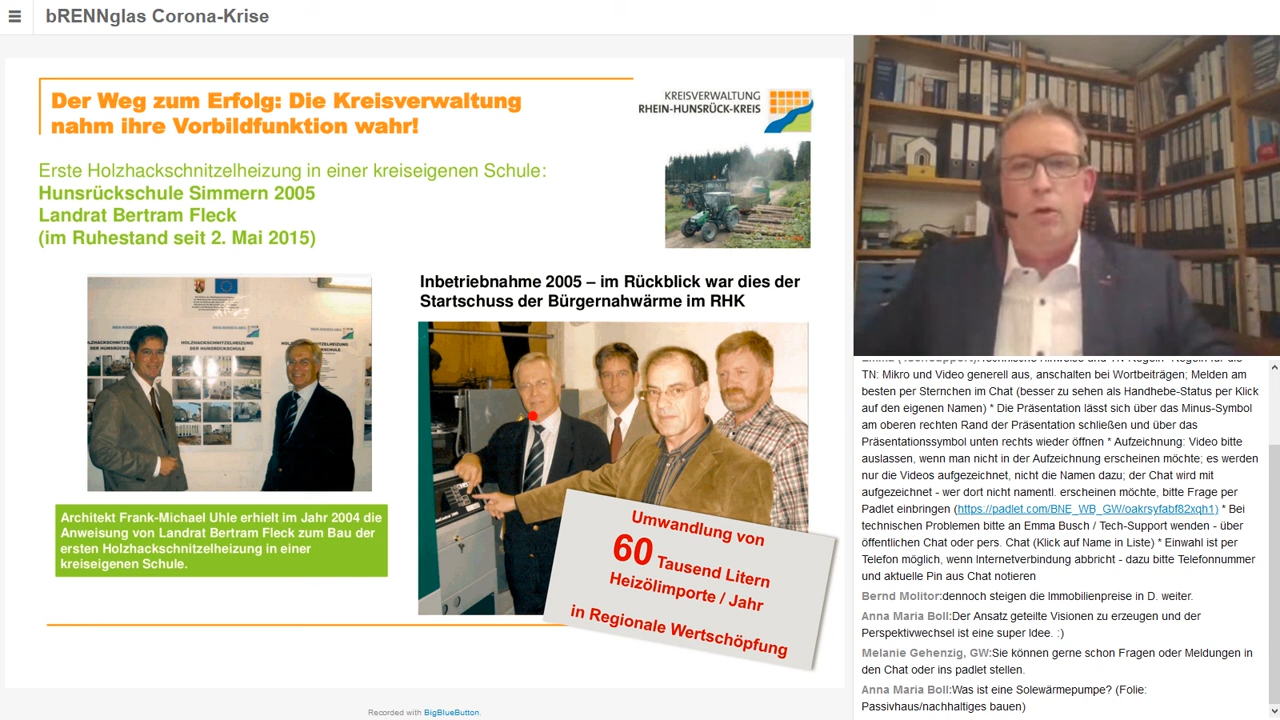 bRENNglas Corona-Krise
Der Weg zum Erfolg: Die Kreisverwaltung
nahm ihre Vorbildfunktion wahr!
KREISVERWALTUNG
RHEIN-HUNSRÜCK-KREIS
Erste Holzhackschnitzelheizung in einer kreiseigenen Schule:
Hunsrückschule Simmern 2005
Landrat Bertram Fleck
(im Ruhestand seit 2. Mai 2015)
Inbetriebnahme 2005 – im Rückblick war dies der
Startschuss der Bürgernahwärme im RHK
HOLZHACKSCHNITZELHEIZUNG
DER HUNSRÜCKSCHULE
Architekt Frank-Michael Uhle erhielt im Jahr 2004 die
Anweisung von Landrat Bertram Fleck zum Bau der
ersten Holzhackschnitzelheizung in einer
kreiseigenen Schule.
Umwandlung von
60 Tausend Litern
Heizölimporte / Jahr
in Regionale Wertschöpfung
Recorded with BigBlueButton.
TN: Mikro und Video generell aus, anschalten bei Wortbeiträgen; Melden am
besten per Sternchen im Chat (besser zu sehen als Handhebe-Status per Klick
auf den eigenen Namen) * Die Präsentation lässt sich über das Minus-Symbol
am oberen rechten Rand der Präsentation schließen und über das
Präsentationssymbol unten rechts wieder öffnen * Aufzeichnung: Video bitte
auslassen, wenn man nicht in der Aufzeichnung erscheinen möchte; es werden
nur die Videos aufgezeichnet, nicht die Namen dazu; der Chat wird mit
aufgezeichnet - wer dort nicht namentl. erscheinen möchte, bitte Frage per
Padlet einbringen (https://padlet.com/BNE_WB_GW/oakrsyfabf82xqh1) * Bei
technischen Problemen bitte an Emma Busch / Tech-Support wenden - über
öffentlichen Chat oder pers. Chat (Klick auf Name in Liste) * Einwahl ist per
Telefon möglich, wenn Internetverbindung abbricht - dazu bitte Telefonnummer
und aktuelle Pin aus Chat notieren
Bernd Molitor:dennoch steigen die Immobilienpreise in D. weiter.
Anna Maria Boll:Der Ansatz geteilte Visionen zu erzeugen und der
Perspektivwechsel ist eine super Idee. :)
Melanie Gehenzig, GW:Sie können gerne schon Fragen oder Meldungen in
den Chat oder ins padlet stellen.
Anna Maria Boll:Was ist eine Solewärmepumpe? (Folie:
Passivhaus/nachhaltiges bauen)